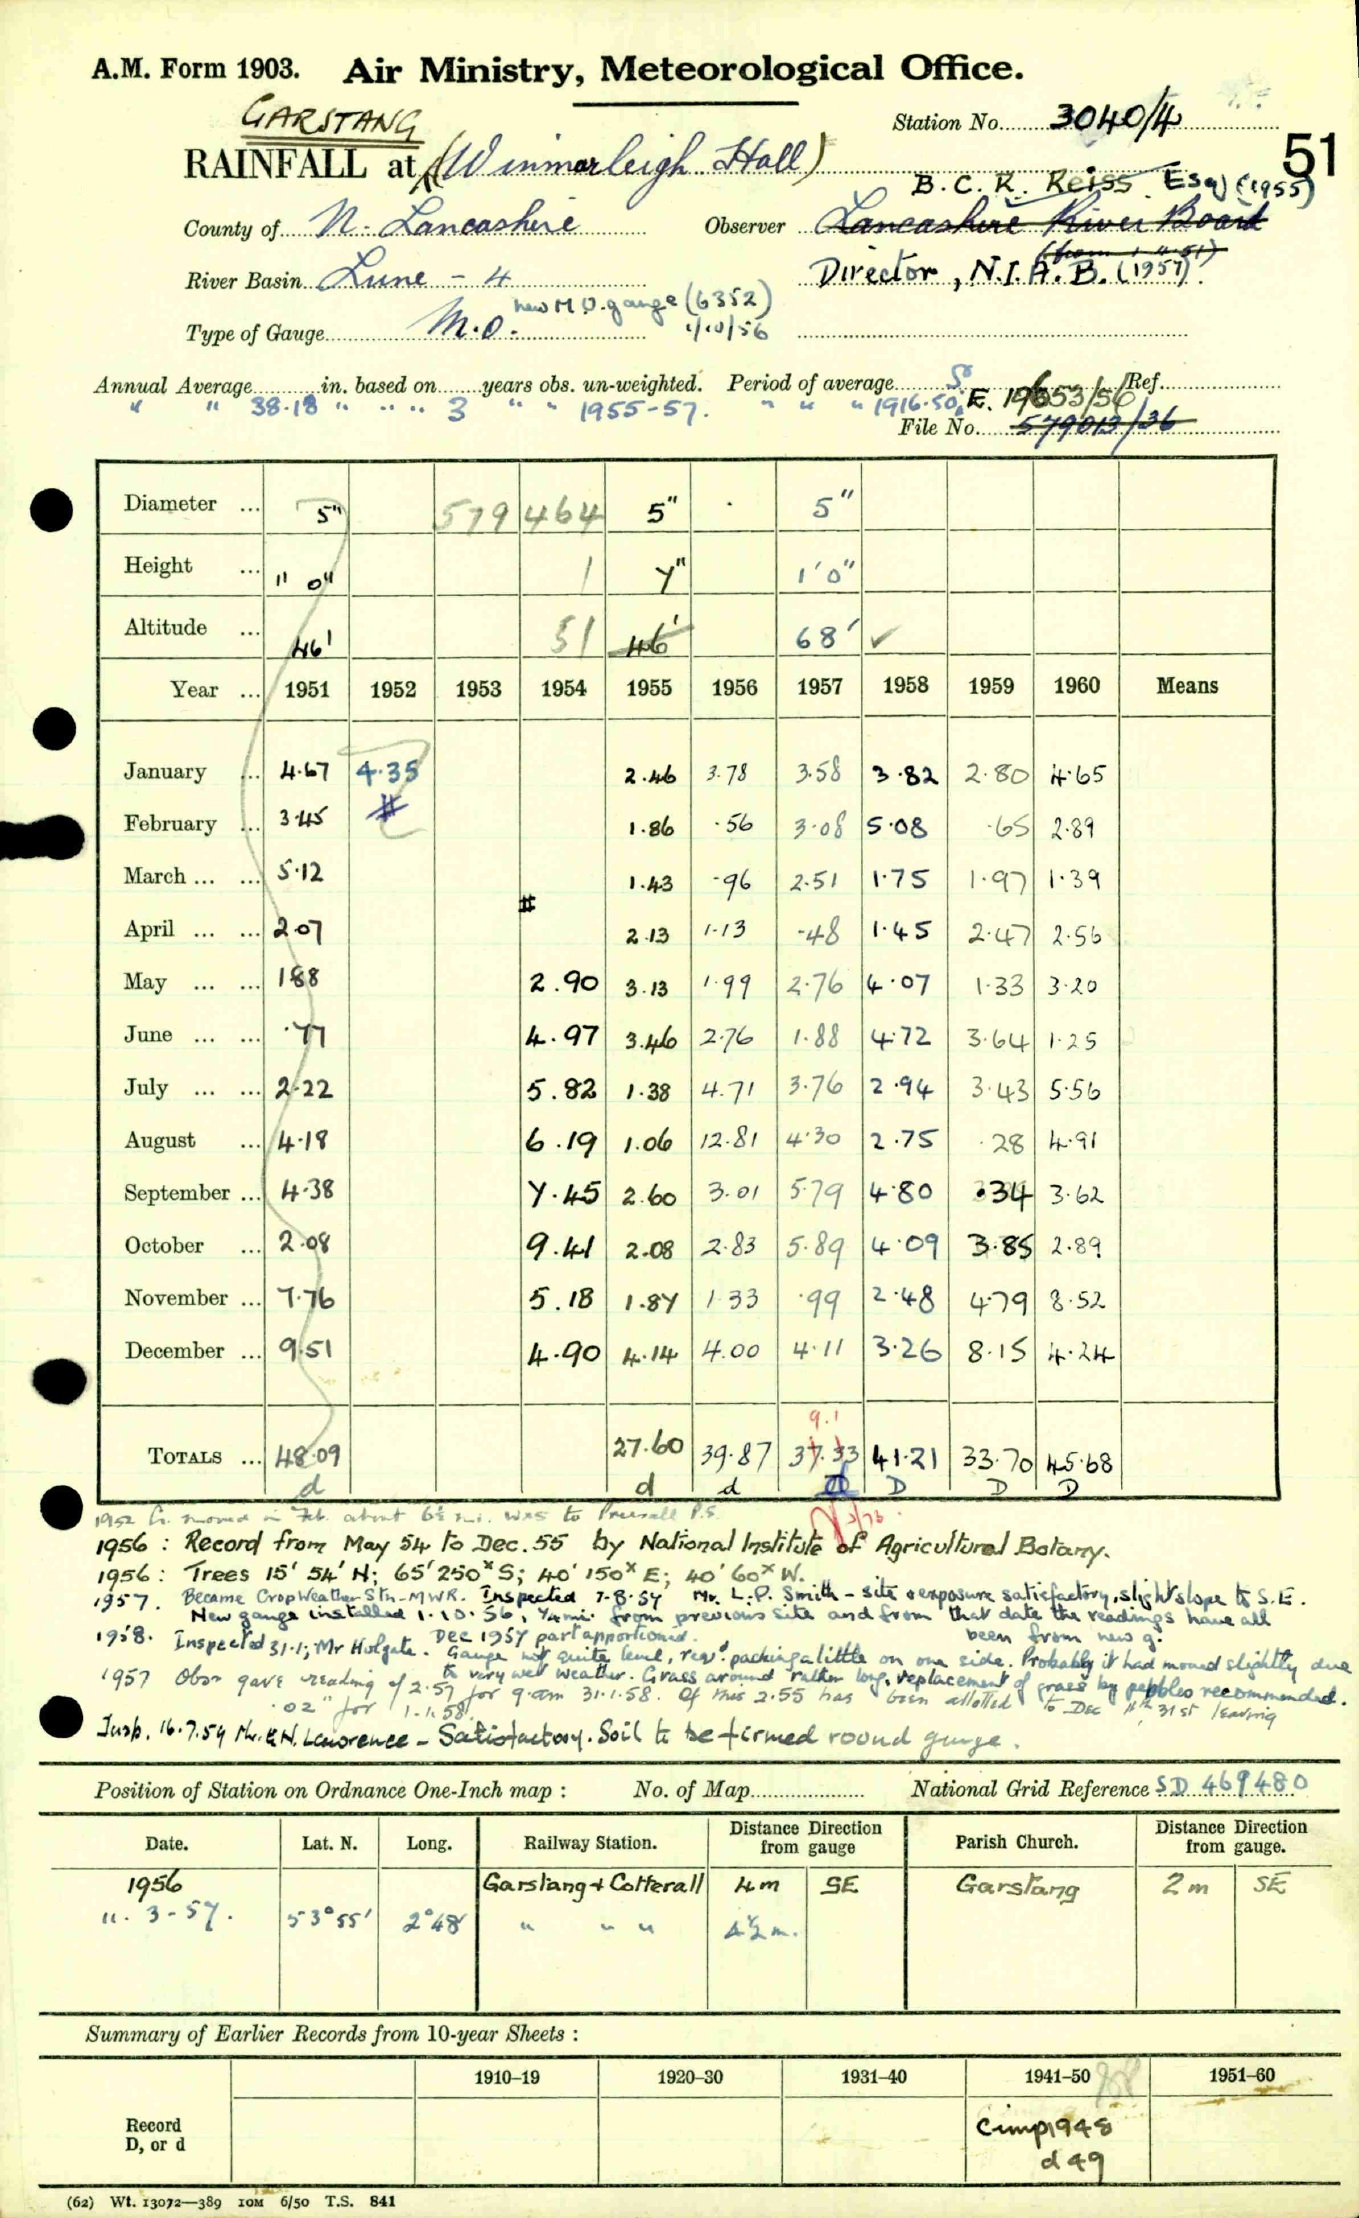 A.M. Form 1903. Air Ministry, Meteorological Office.
GARSTANG
Station No. 3040/4
51
RAINFALL at (Winmarleigh Hall)
B.C.R. Reiss Esq (1955)
County of N. Lancashire Observer Lancashire River Board
(from 1.4.51)
River Basin Lune - 4 Director, N.I.A.B. (1957).
new M.O. gauge (6352)
Type of Gauge M.O. 1/10/56
Annual Average in. based on years obs. un-weighted. Period of average Ref.
" " 38.18 " " " 3 " " 1955-57. " " " 1916-50
File No. 579013/36
Diameter ... 5" 579 464 5" 5"
Height ... 1' 0" 1 7" 1'0"
Altitude ... 46' 51 46' 68' ✓
Year ... 1951 1952 1953 1954 1955 1956 1957 1958 1959 1960 Means
January ... 4.67 4.35 2.46 3.78 3.58 3.82 2.80 4.65
February ... 3.45 # 1.86 .56 3.08 5.08 .65 2.89
March ... ... 5.12 1.43 .96 2.51 1.75 1.97 1.39
#
April ... ... 2.07 2.13 1.13 .48 1.45 2.47 2.56
May ... ... 1.88 2.90 3.13 1.99 2.76 4.07 1.33 3.20
June ... ... .77 4.97 3.46 2.76 1.88 4.72 3.64 1.25
July ... ... 2.22 5.82 1.38 4.71 3.76 2.94 3.43 5.56
August ... 4.18 6.19 1.06 12.81 4.30 2.75 .28 4.91
September ... 4.38 7.45 2.60 3.01 5.79 4.80 .34 3.62
October ... 2.08 9.41 2.08 2.83 5.89 4.09 3.85 2.89
November ... 7.76 5.18 1.87 1.33 .99 2.48 4.79 8.52
December ... 9.51 4.90 4.14 4.00 4.11 3.26 8.15 4.24
9.1
TOTALS ... 48.09 27.60 39.87 37.33 41.21 33.70 45.68
d d d d D D D
1952 G. moved in Feb. about 6½ mi. W×S to Preesall P.S.
1956: Record from May 54 to Dec. 55 by National Institute of Agricultural Botany.
1956: Trees 15' 54' N; 65' 250ˣ S; 40' 150ˣ E; 40' 60ˣ W.
1957. Became Crop Weather Stn-MWR. Inspected 7-8-57 Mr. L.P. Smith - site & exposure satisfactory, slight slope to S.E.
New gauge installed 1.10.56, ¼ mi. from previous site and from that date the readings have all
been from new g.
Dec 1957 part apportioned.
1958. Inspected 31.1; Mr Holgate. Gauge not quite level, reqd. packing a little on one side. Probably it had moved slightly due
to very wet weather. Grass around rather long, replacement of grass by pebbles recommended.
1957 Obsr gave reading of 2.57 for 9.am 31.1.58. Of this 2.55 has been allotted to Dec 31st leaving
.02" for 1.1.58.
Insp. 16.7.59 Mr. E.N. Lawrence - Satisfactory. Soil to be firmed round gauge.
Position of Station on Ordnance One-Inch map : No. of Map National Grid Reference SD 469480
Date. Lat. N. Long. Railway Station. Distance from Direction gauge Parish Church. Distance from Direction gauge.
1956 Garstang & Cotterall 4m SE Garstang 2m SE
11.3-57. 53°55' 2°48' " " " 4½ m.
Summary of Earlier Records from 10-year Sheets :
1910–19 1920–30 1931–40 1941–50 1951–60
Record D, or d
Cimp 1948
d 49
(62) Wt. 13072—389 10M 6/50 T.S. 841